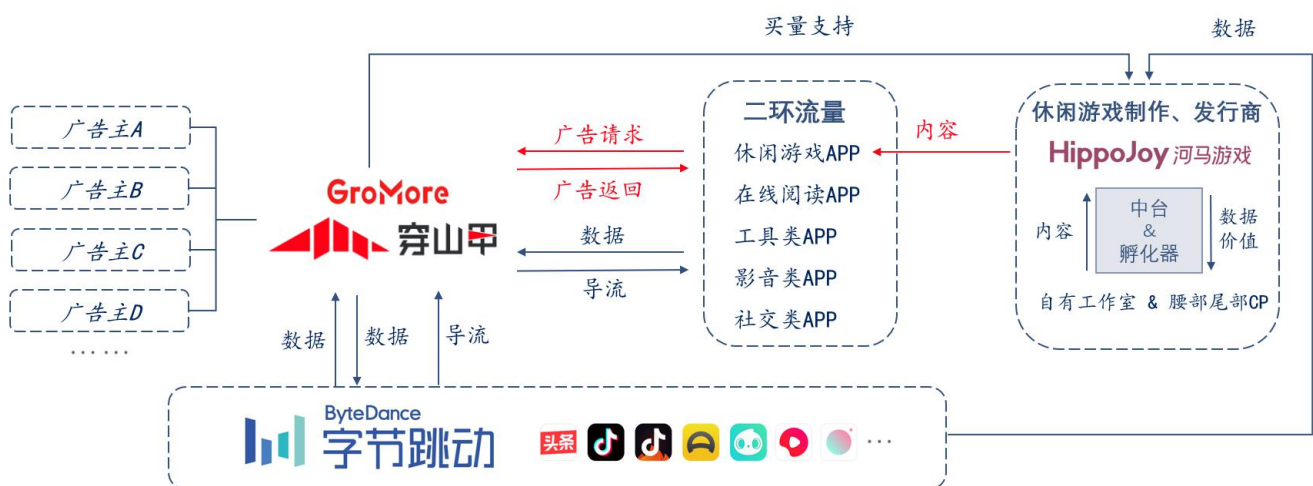 买量支持
数据
广告主A
广告主B
广告主C
广告主D
……
GroMore
穿山甲
广告请求
广告返回
数据
导流
二环流量
休闲游戏APP
在线阅读APP
工具类APP
影音类APP
社交类APP
内容
休闲游戏制作、发行商
HippoJoy 河马游戏
内容
中台
&
孵化器
数据
价值
自有工作室 & 腰部尾部CP
数据
数据
导流
ByteDance
字节跳动
头条
…